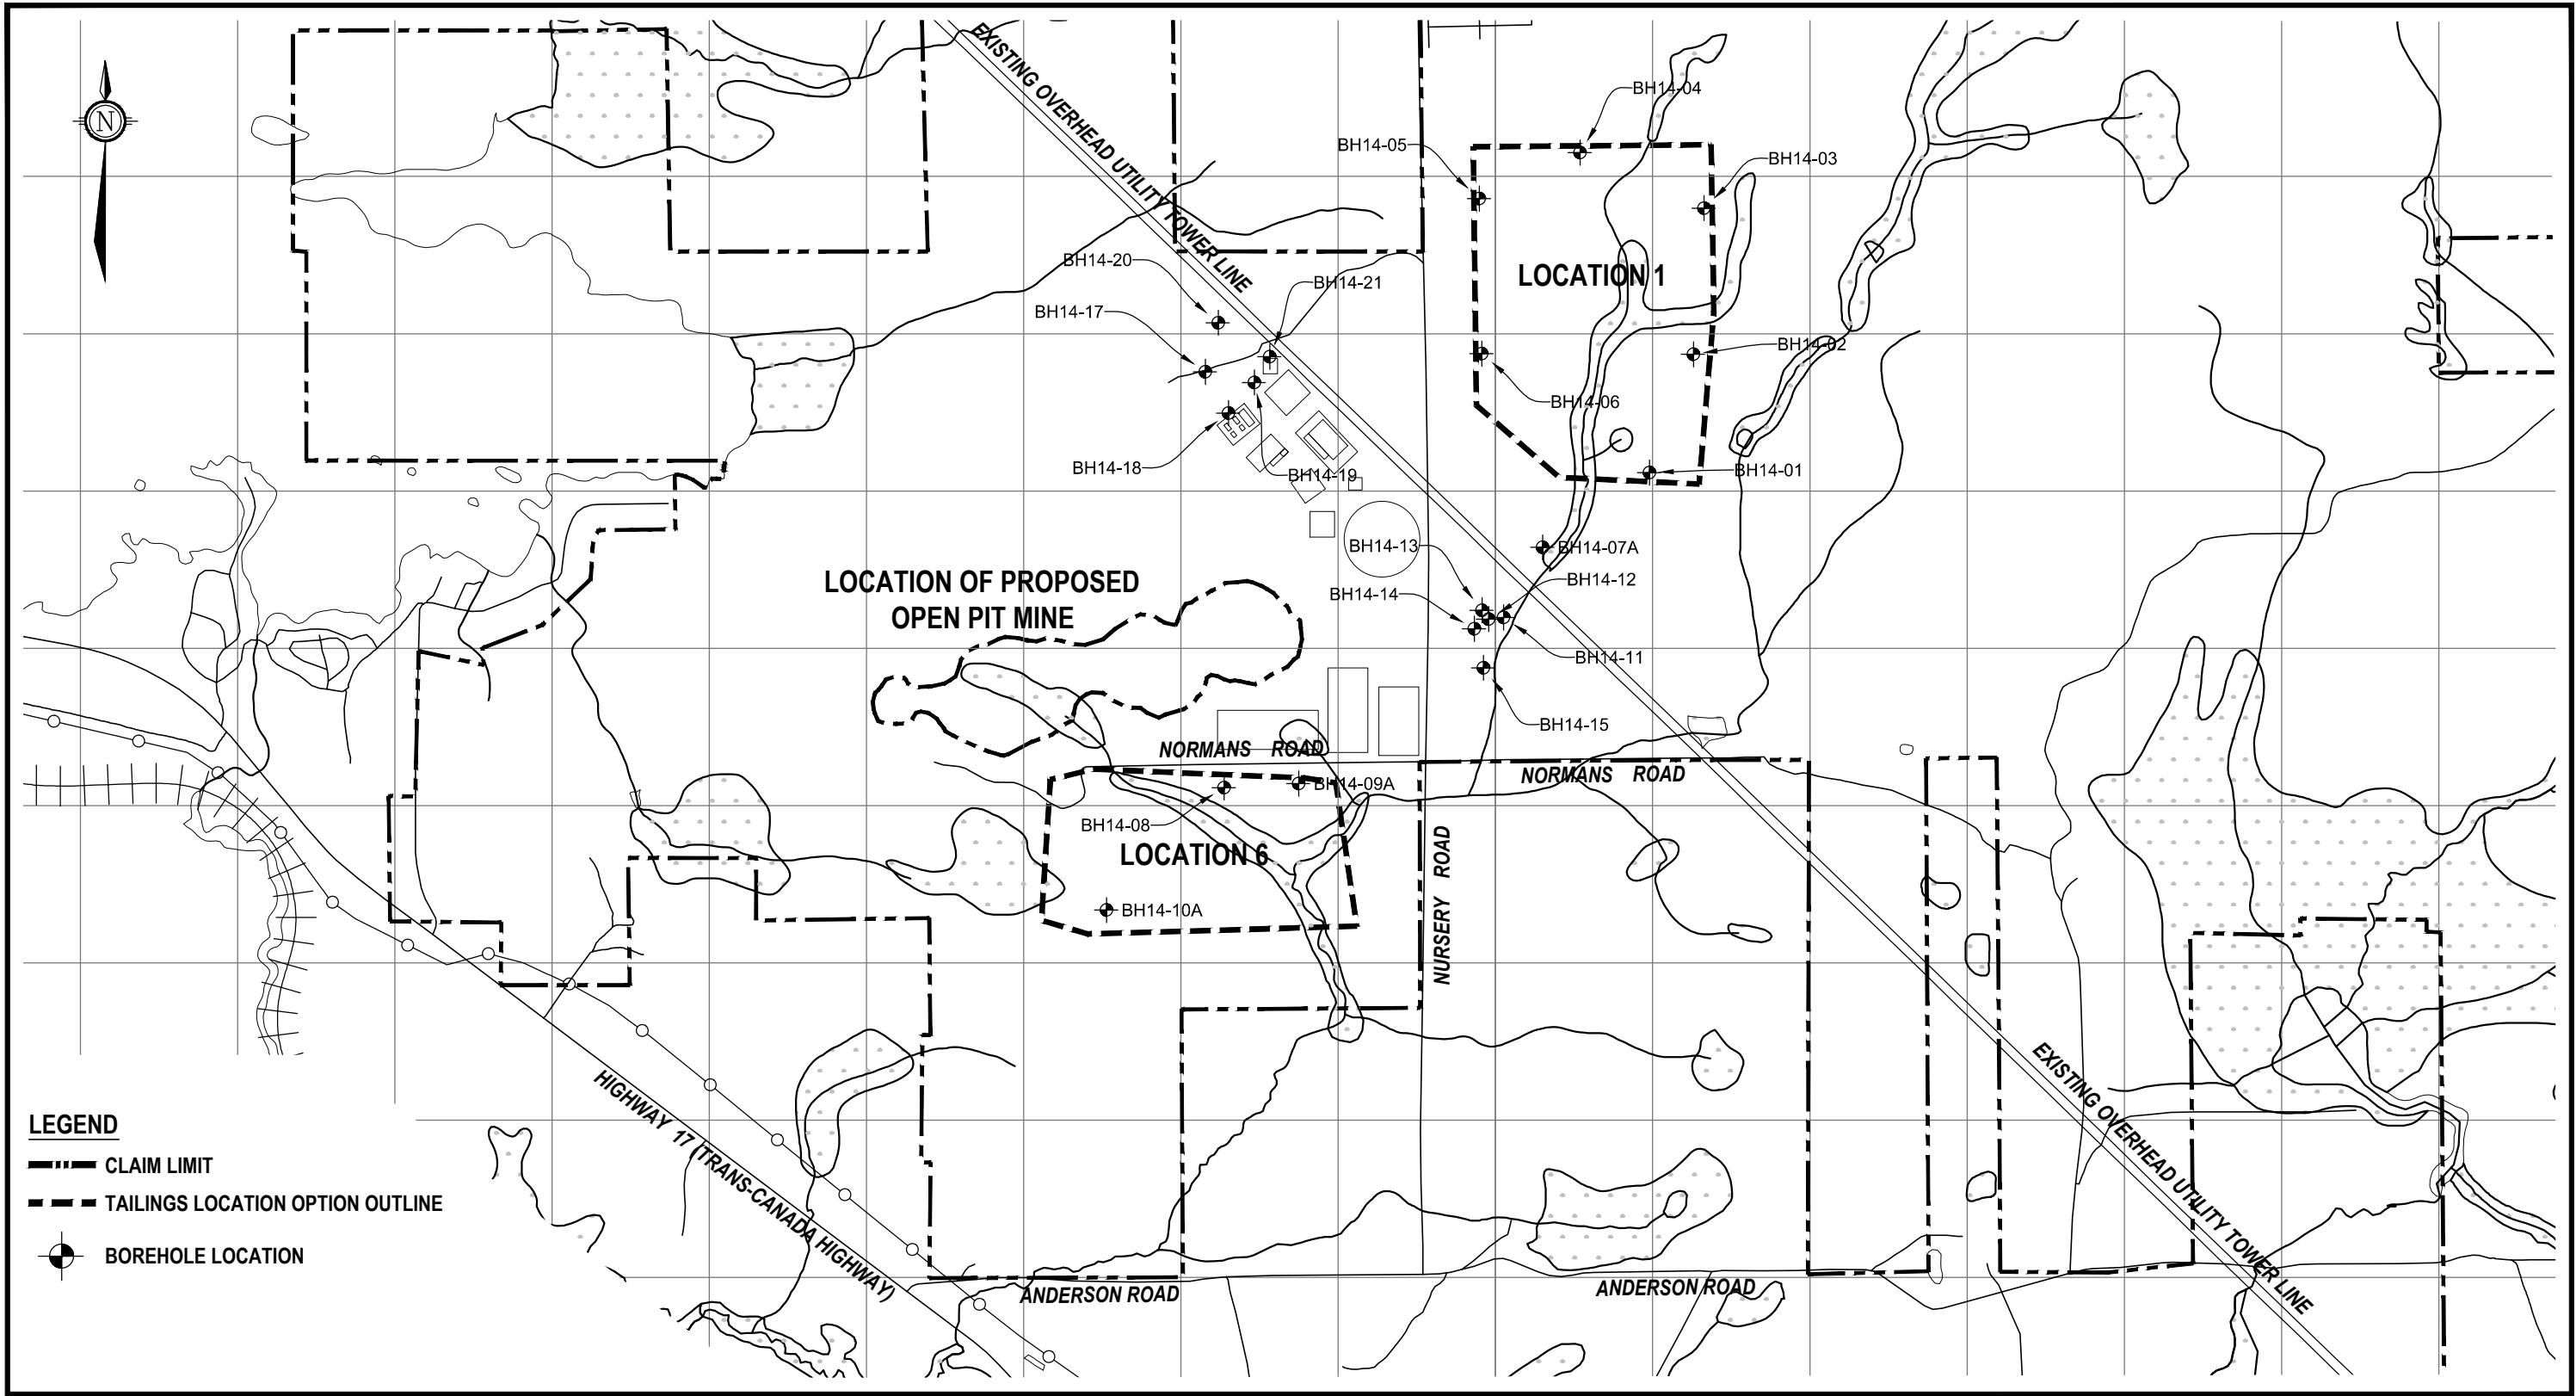 EXISTING OVERHEAD UTILITY TOWER LINE
N
BH14-04
BH14-05
BH14-03
BH14-20
BH14-21
LOCATION 1
BH14-17
BH14-02
BH14-06
BH14-18
BH14-19
BH14-01
BH14-13
BH14-07A
LOCATION OF PROPOSED
OPEN PIT MINE
BH14-12
BH14-14
BH14-11
BH14-15
NORMANS ROAD
NORMANS ROAD
BH14-09A
BH14-08
LOCATION 6
NURSERY ROAD
BH14-10A
EXISTING OVERHEAD UTILITY TOWER LINE
HIGHWAY 17 (TRANS-CANADA HIGHWAY)
LEGEND
CLAIM LIMIT
TAILINGS LOCATION OPTION OUTLINE
BOREHOLE LOCATION
ANDERSON ROAD
ANDERSON ROAD